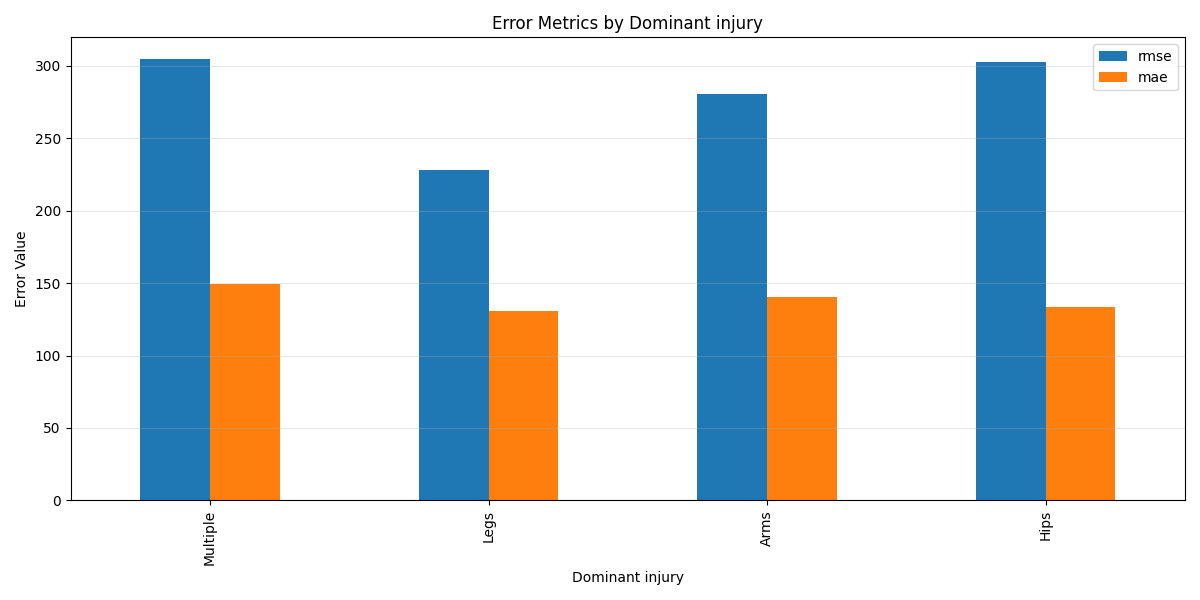 Error Metrics by Dominant injury
rmse
mae
Error Value
300
250
200
150
100
50
0
Multiple
Legs
Arms
Hips
Dominant injury